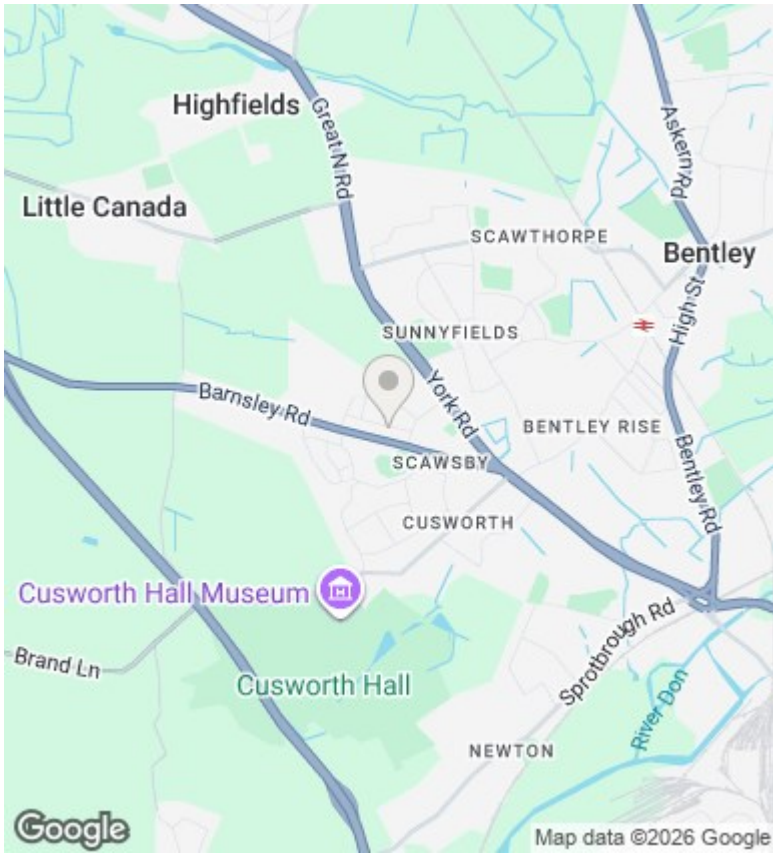 Highfields
Great N Rd
Askern Rd
Little Canada
SCAWTHORPE
Bentley
High St
SUNNYFIELDS
Barnsley Rd
York Rd
BENTLEY RISE
SCAWSBY
Bentley Rd
CUSWORTH
Cusworth Hall Museum
Sprotbrough Rd
Brand Ln
Cusworth Hall
River Don
NEWTON
Google
Map data ©2026 Google